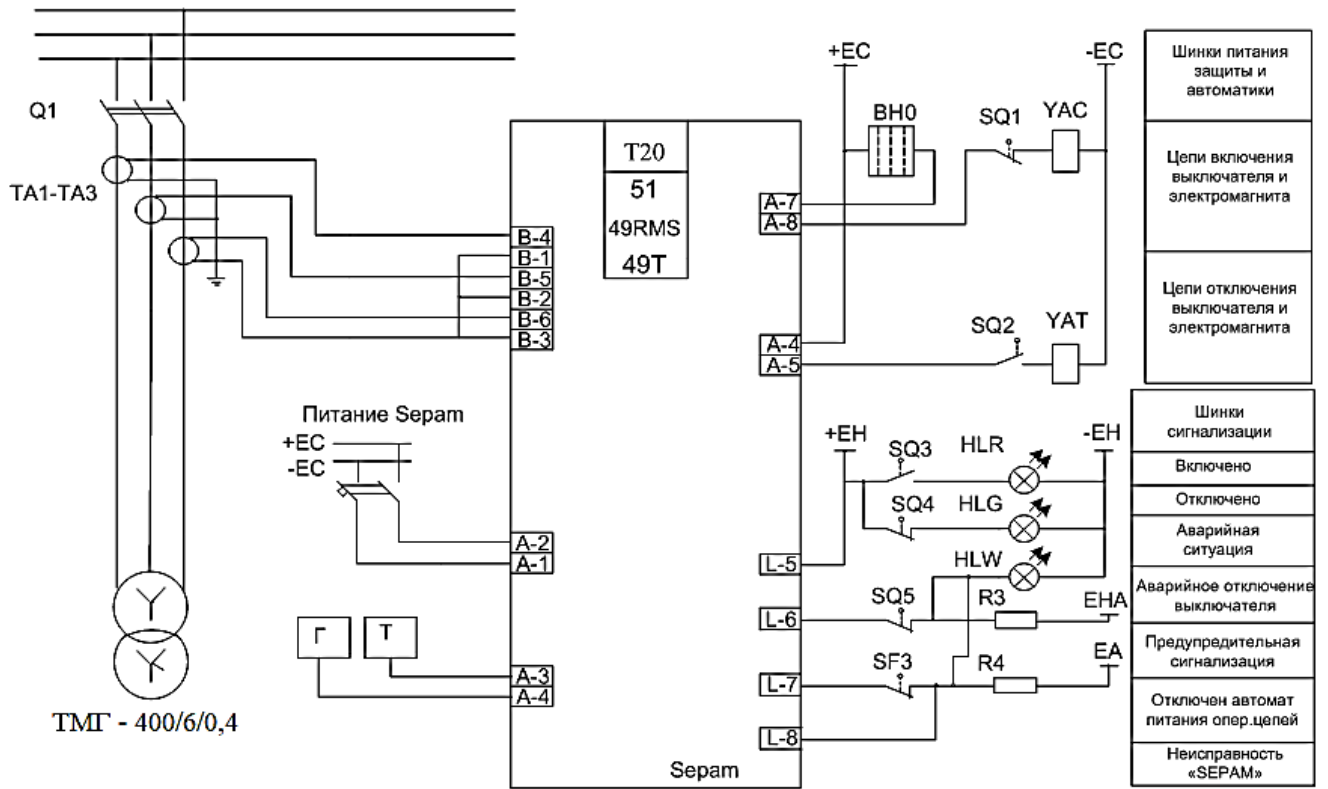 Q1
TA1-TA3
B-4
B-1
B-5
B-2
B-6
B-3
Питание Sepam
+EC
-EC
A-2
A-1
Г
Т
A-3
A-4
ТМГ - 400/6/0,4
T20
51
49RMS
49T
Sepam
+EC
-EC
BH0
SQ1
YAC
A-7
A-8
SQ2
YAT
A-4
A-5
+EH
-EH
SQ3
HLR
SQ4
HLG
HLW
L-5
SQ5
R3
EHA
L-6
SF3
R4
EA
L-7
L-8
Шинки питания
защиты и
автоматики
Цепи включения
выключателя и
электромагнита
Цепи отключения
выключателя и
электромагнита
Шинки
сигнализации
Включено
Отключено
Аварийная
ситуация
Аварийное отключение
выключателя
Предупредительная
сигнализация
Отключен автомат
питания опер.цепей
Неисправность
«SEPAM»